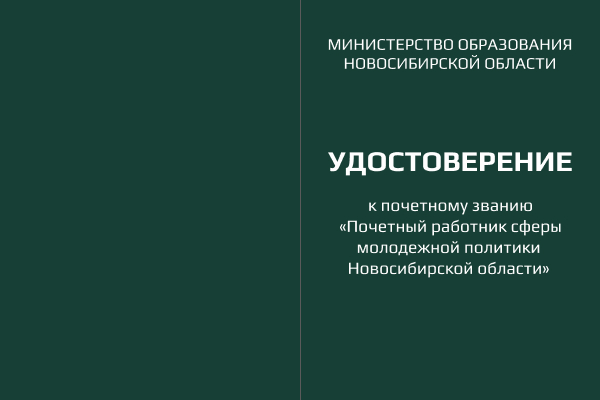 МИНИСТЕРСТВО ОБРАЗОВАНИЯ
НОВОСИБИРСКОЙ ОБЛАСТИ
УДОСТОВЕРЕНИЕ
к почетному званию
«Почетный работник сферы
молодежной политики
Новосибирской области»